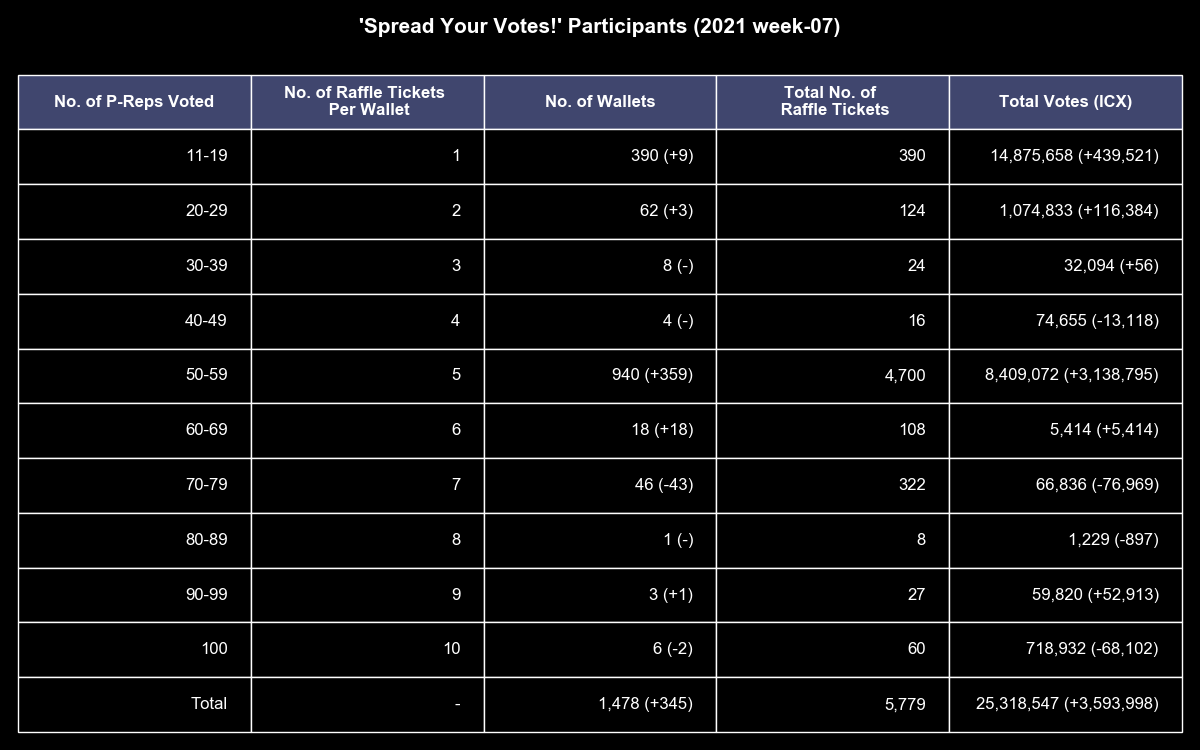 'Spread Your Votes!' Participants (2021 week-07)
No. of P-Reps Voted No. of Raffle Tickets Per Wallet No. of Wallets Total No. of Raffle Tickets Total Votes (ICX)
11-19 1 390 (+9) 390 14,875,658 (+439,521)
20-29 2 62 (+3) 124 1,074,833 (+116,384)
30-39 3 8 (-) 24 32,094 (+56)
40-49 4 4 (-) 16 74,655 (-13,118)
50-59 5 940 (+359) 4,700 8,409,072 (+3,138,795)
60-69 6 18 (+18) 108 5,414 (+5,414)
70-79 7 46 (-43) 322 66,836 (-76,969)
80-89 8 1 (-) 8 1,229 (-897)
90-99 9 3 (+1) 27 59,820 (+52,913)
100 10 6 (-2) 60 718,932 (-68,102)
Total - 1,478 (+345) 5,779 25,318,547 (+3,593,998)